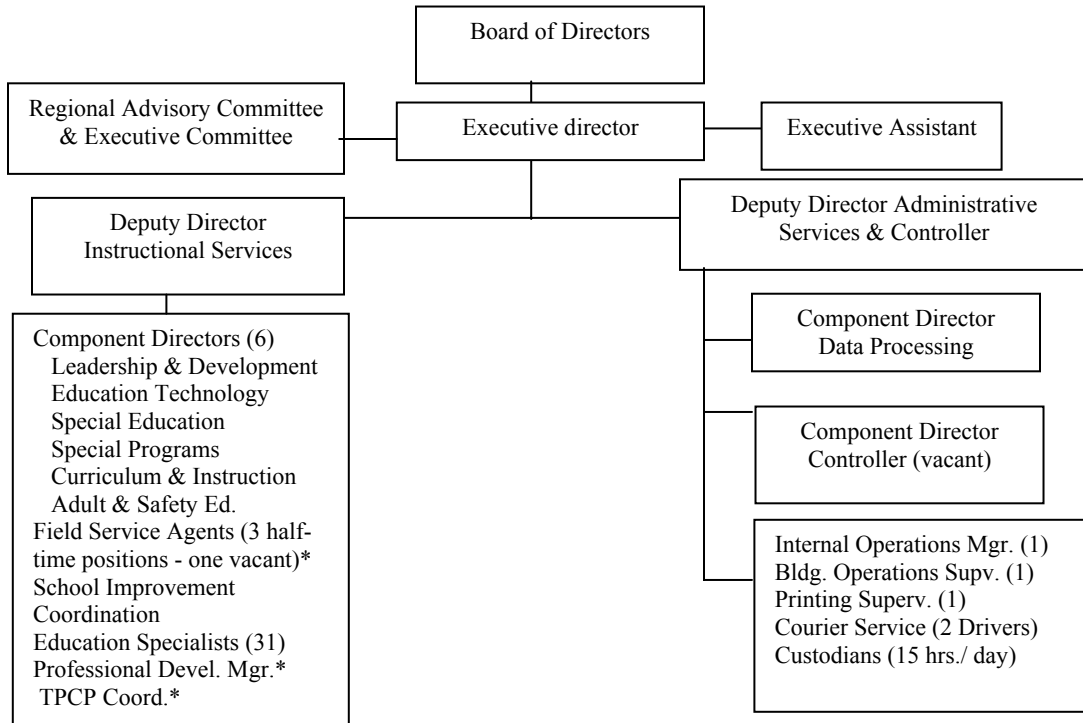 Board of Directors
Regional Advisory Committee
& Executive Committee
Executive director
Executive Assistant
Deputy Director
Instructional Services
Deputy Director Administrative
Services & Controller
Component Directors (6)
Leadership & Development
Education Technology
Special Education
Special Programs
Curriculum & Instruction
Adult & Safety Ed.
Field Service Agents (3 half-
time positions - one vacant)*
School Improvement
Coordination
Education Specialists (31)
Professional Devel. Mgr.*
TPCP Coord.*
Component Director
Data Processing
Component Director
Controller (vacant)
Internal Operations Mgr. (1)
Bldg. Operations Supv. (1)
Printing Superv. (1)
Courier Service (2 Drivers)
Custodians (15 hrs./ day)